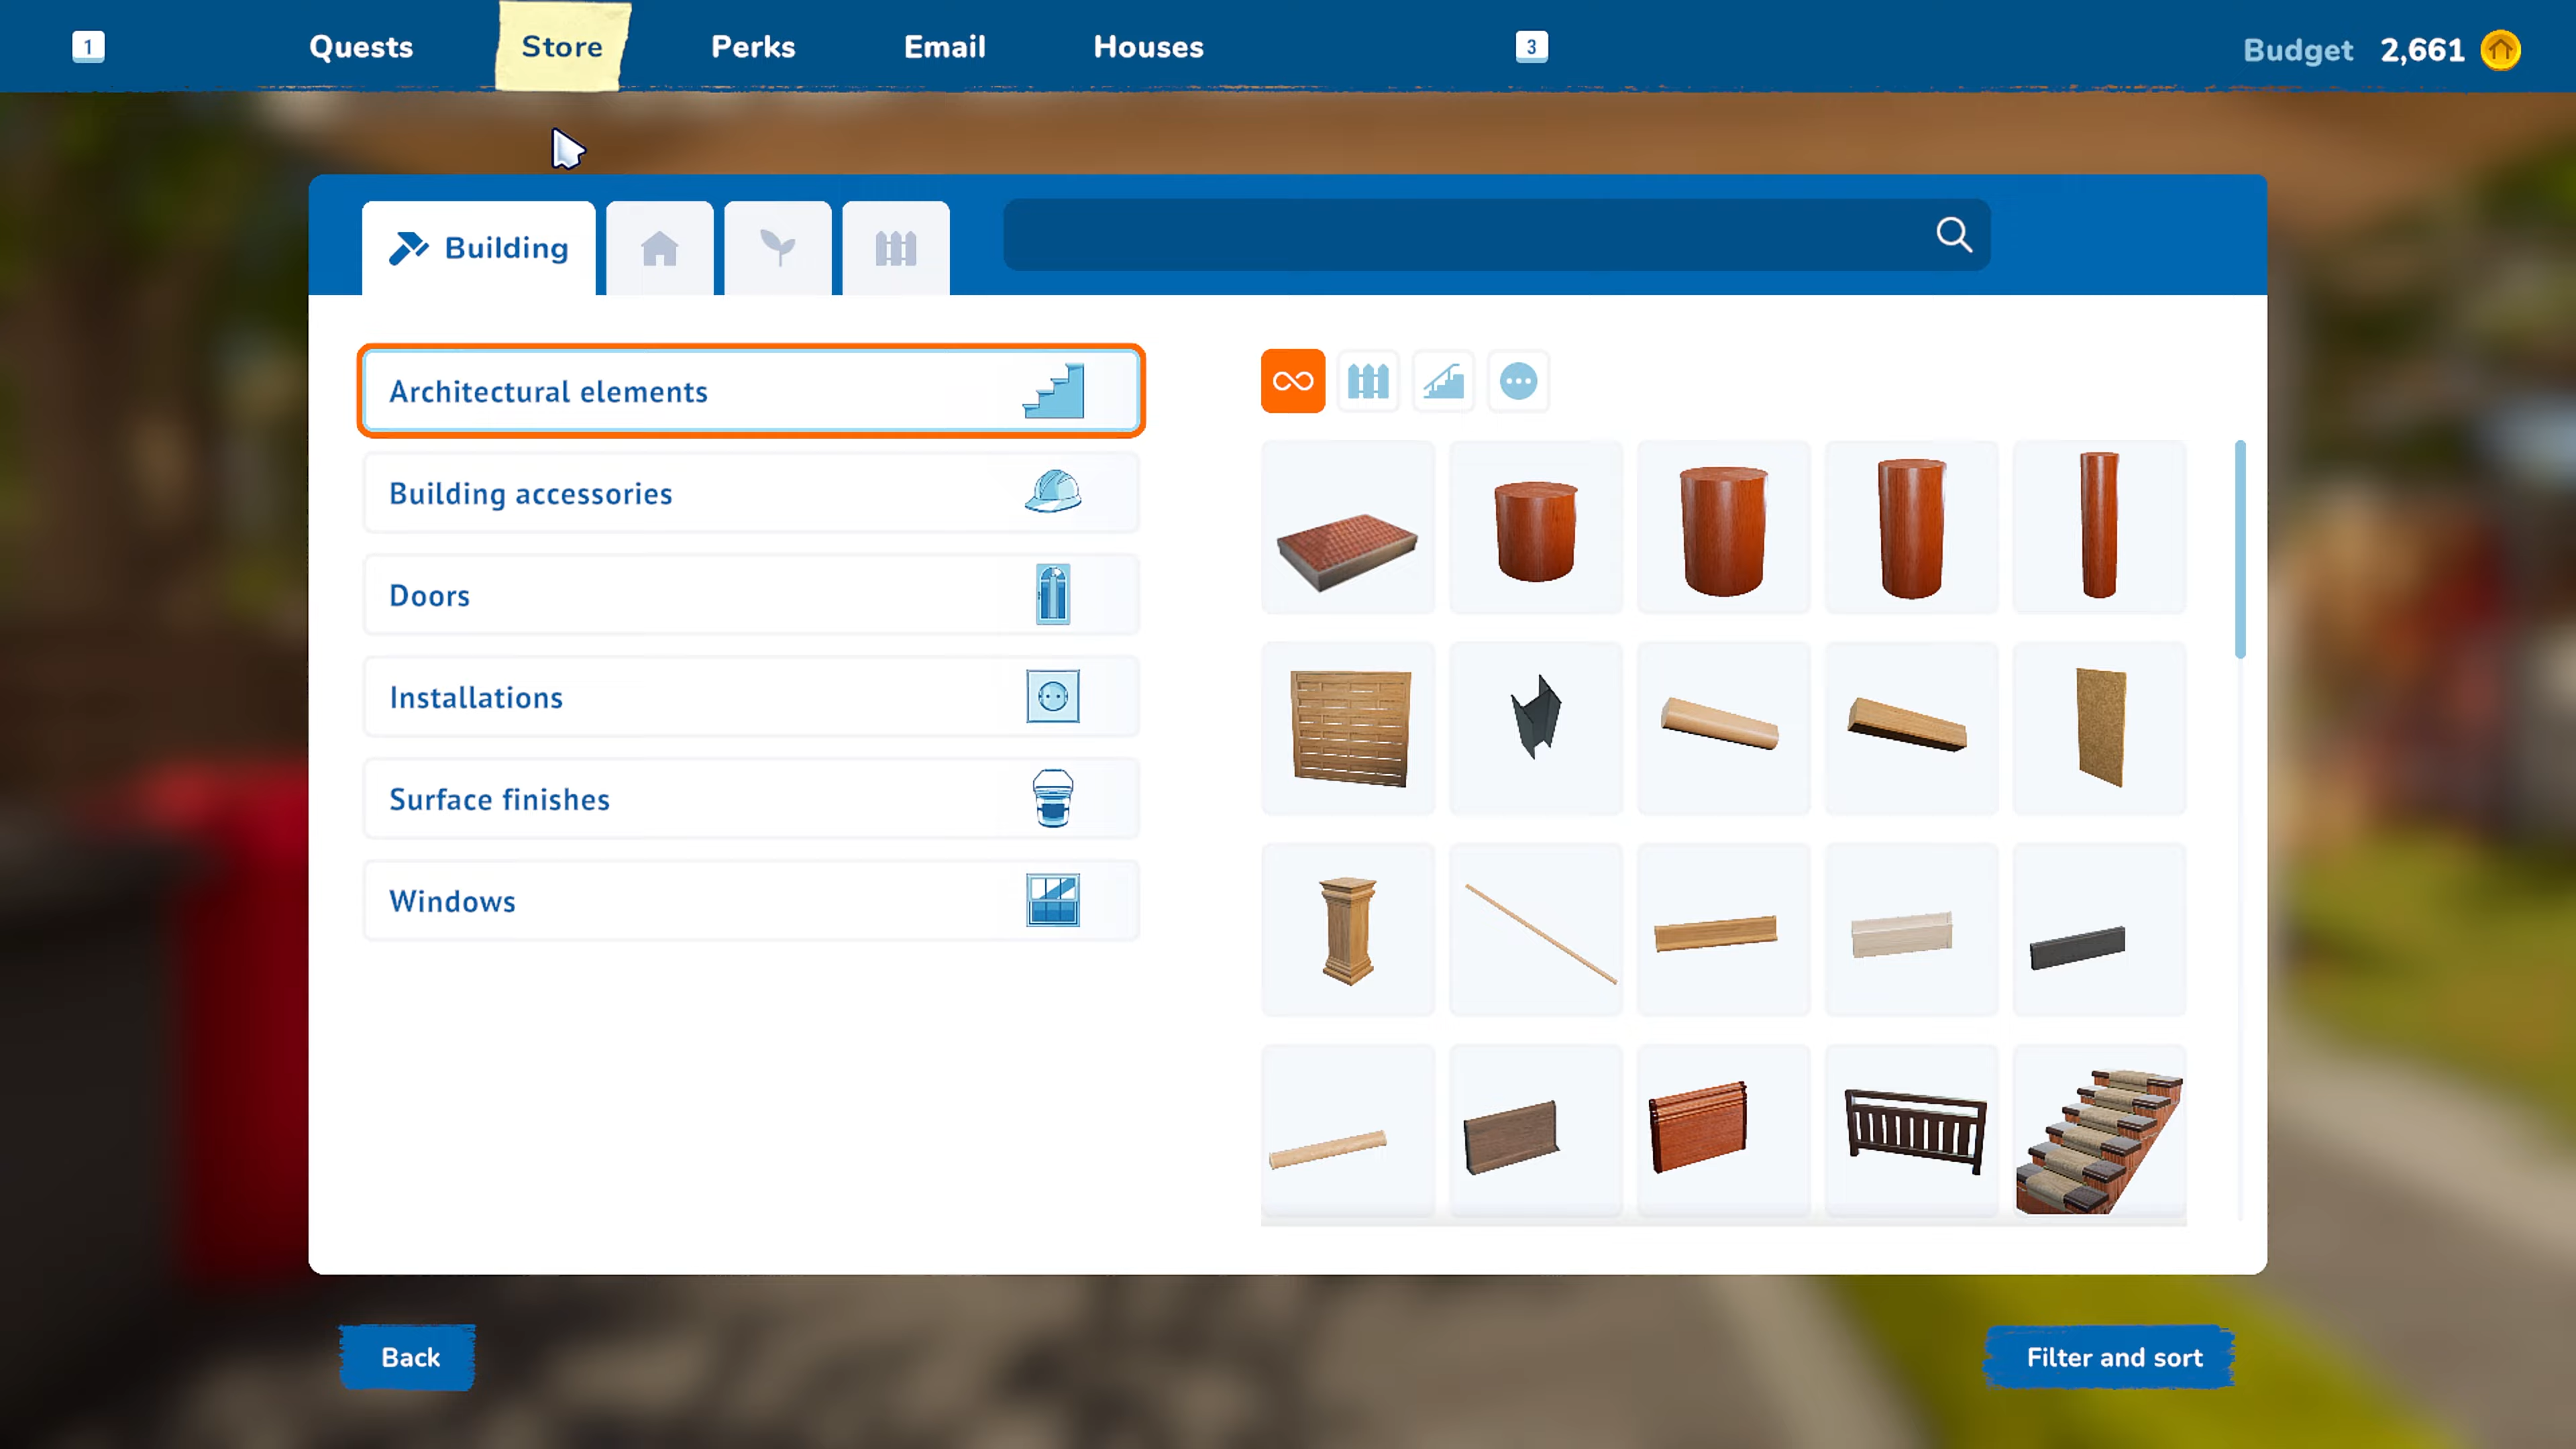 1 Quests Store Perks Email Houses 3 Budget 2,661
Building
Architectural elements
Building accessories
Doors
Installations
Surface finishes
Windows
Back
Filter and sort